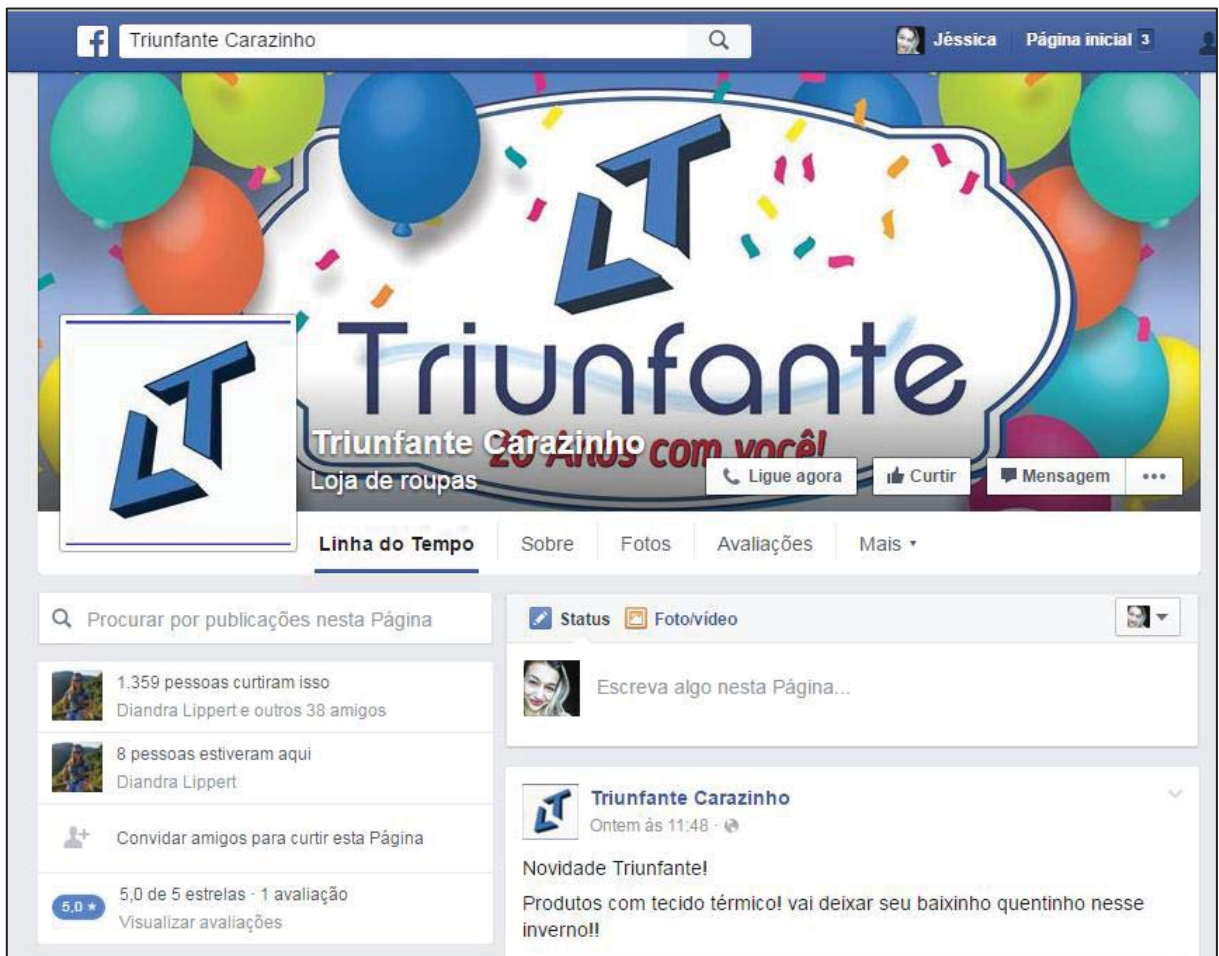 Triunfante Carazinho
Jéssica Página inicial 3
LT
Triunfante
20 Anos com você!
LT
Triunfante Carazinho
Loja de roupas
Ligue agora Curtir Mensagem •••
Linha do Tempo Sobre Fotos Avaliações Mais
Procurar por publicações nesta Página
1.359 pessoas curtiram isso
Diandra Lippert e outros 38 amigos
8 pessoas estiveram aqui
Diandra Lippert
Convidar amigos para curtir esta Página
5,0 ★ 5,0 de 5 estrelas · 1 avaliação
Visualizar avaliações
Status Foto/vídeo
Escreva algo nesta Página...
LT
Triunfante Carazinho
Ontem às 11:48 ·
Novidade Triunfante!
Produtos com tecido térmico! vai deixar seu baixinho quentinho nesse
inverno!!